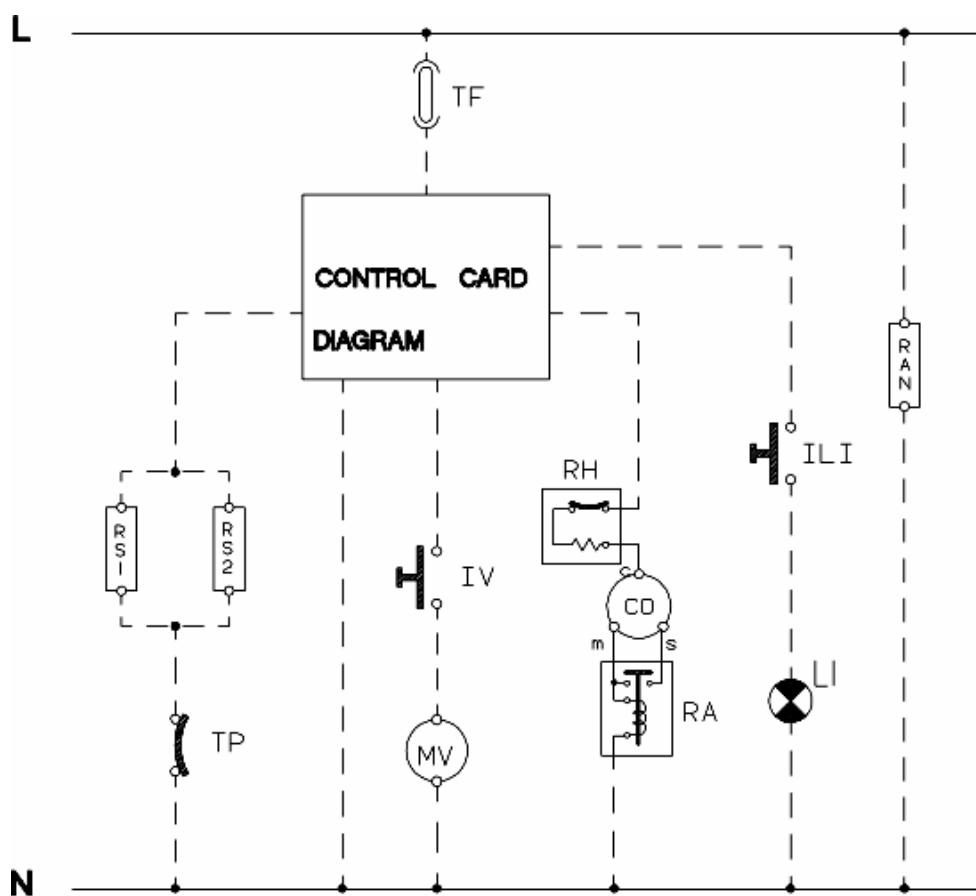 L
TF
CONTROL CARD
DIAGRAM
RAN
ILI
RH
RS1
RS2
IV
C
CO
m s
LI
RA
TP
MV
N